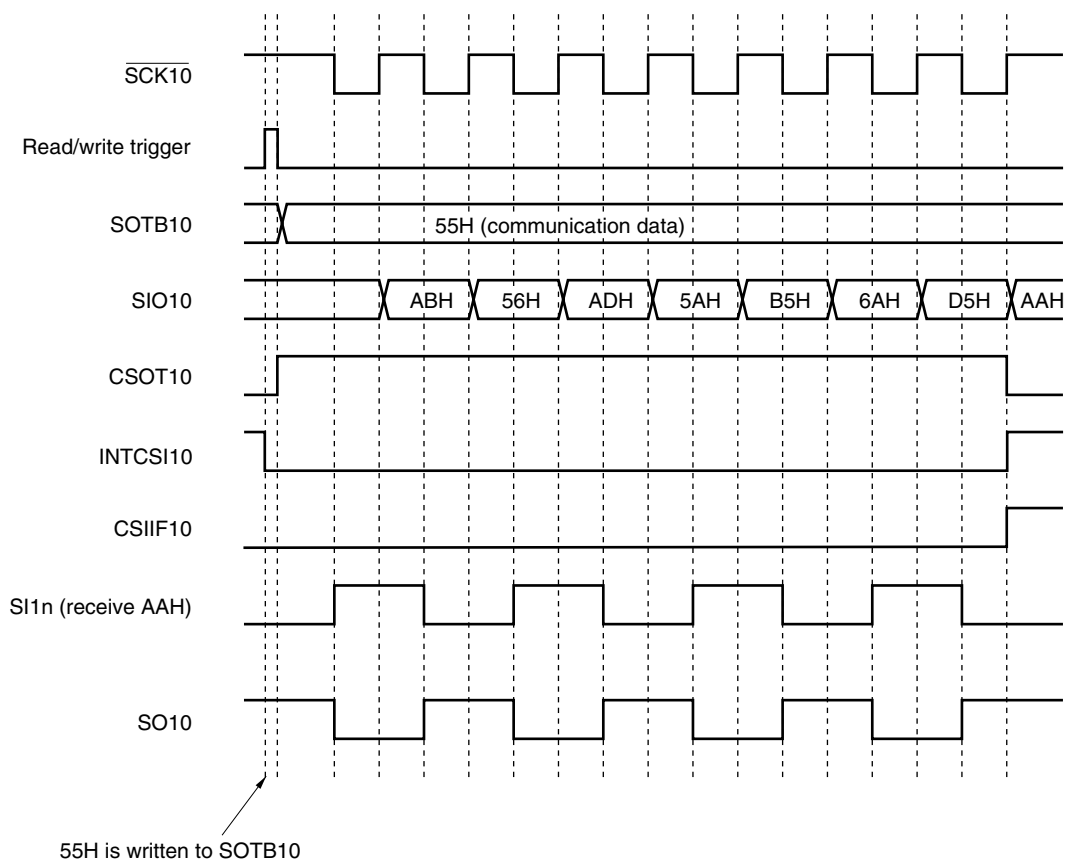 SCK10
Read/write trigger
SOTB10
55H (communication data)
SIO10
ABH 56H ADH 5AH B5H 6AH D5H AAH
CSOT10
INTCSI10
CSIIF10
SI1n (receive AAH)
SO10
55H is written to SOTB10